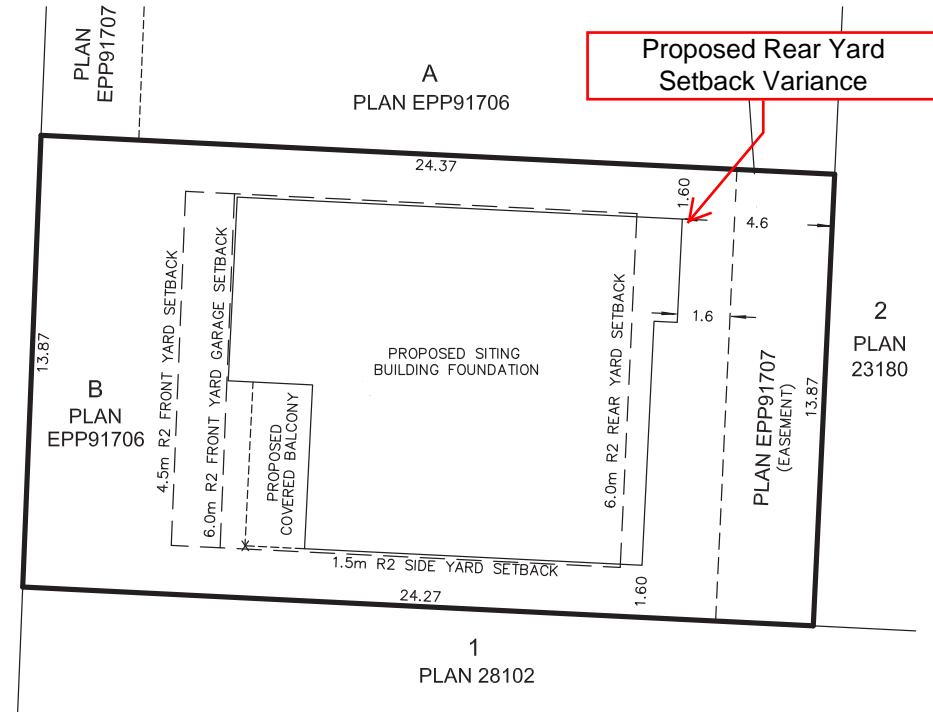 PLAN
EPP91707
A
PLAN EPP91706
Proposed Rear Yard
Setback Variance
24.37
1.60
4.6
4.5m R2 FRONT YARD SETBACK
6.0m R2 FRONT YARD GARAGE SETBACK
6.0m R2 REAR YARD SETBACK
1.6
2
PLAN
23180
13.87
PROPOSED SITING
BUILDING FOUNDATION
B
PLAN
EPP91706
PROPOSED
COVERED BALCONY
PLAN EPP91707
(EASEMENT)
13.87
1.5m R2 SIDE YARD SETBACK
1.60
24.27
1
PLAN 28102